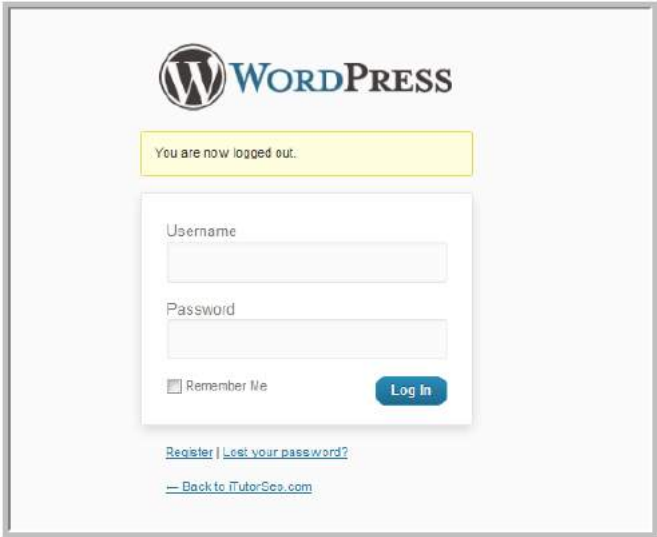 WORDPRESS
You are now logged out.
Username
Password
Remember Me
Log In
Register | Lost your password?
← Back to iTutorSeo.com